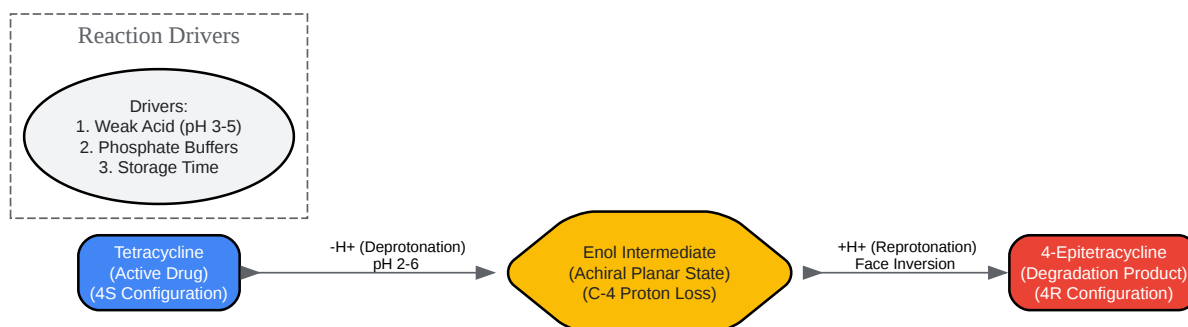 Reaction Drivers
Drivers:
1. Weak Acid (pH 3-5)
2. Phosphate Buffers
3. Storage Time
Tetracycline
(Active Drug)
(4S Configuration)
-H+ (Deprotonation)
pH 2-6
Enol Intermediate
(Achiral Planar State)
(C-4 Proton Loss)
+H+ (Reprotonation)
Face Inversion
4-Epitetracycline
(Degradation Product)
(4R Configuration)